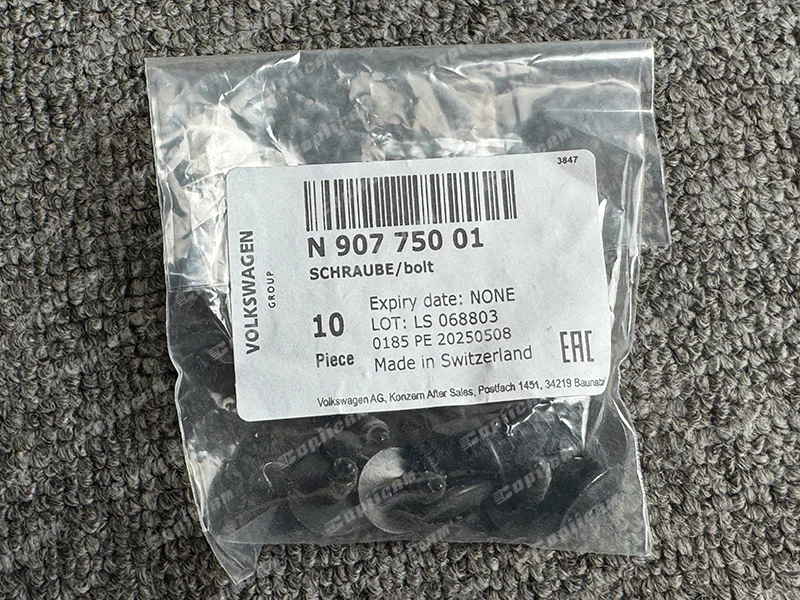 3847
VOLKSWAGEN
GROUP
N 907 750 01
SCHRAUBE/bolt
10
Piece
Expiry date: NONE
LOT: LS 068803
0185 PE 20250508
Made in Switzerland
EAC
Volkswagen AG, Konzern After Sales, Postfach 1451, 34219 Baunatal
Copticam